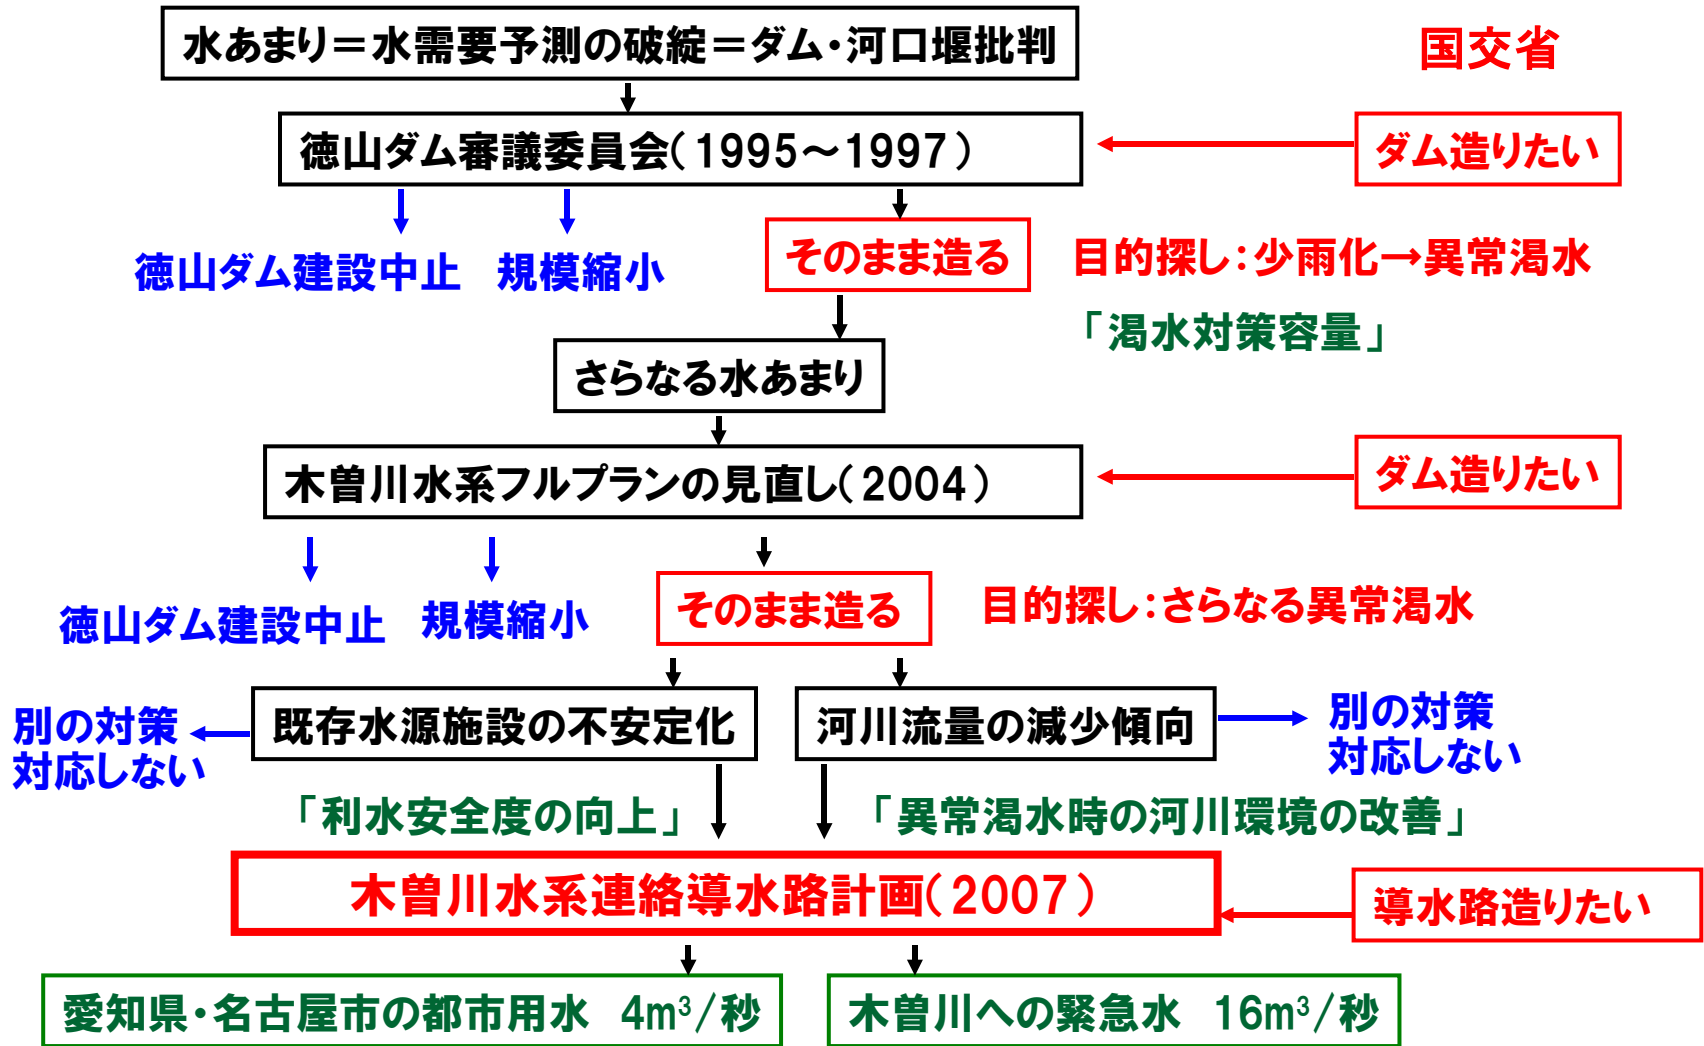 水あまり＝水需要予測の破綻＝ダム・河口堰批判
国交省
徳山ダム審議委員会（1995～1997）
ダム造りたい
徳山ダム建設中止
規模縮小
そのまま造る
目的探し：少雨化→異常渇水
「渇水対策容量」
さらなる水あまり
木曽川水系フルプランの見直し（2004）
ダム造りたい
徳山ダム建設中止
規模縮小
そのまま造る
目的探し：さらなる異常渇水
別の対策
対応しない
既存水源施設の不安定化
河川流量の減少傾向
別の対策
対応しない
「利水安全度の向上」
「異常渇水時の河川環境の改善」
木曽川水系連絡導水路計画（2007）
導水路造りたい
愛知県・名古屋市の都市用水　4m³/秒
木曽川への緊急水　16m³/秒